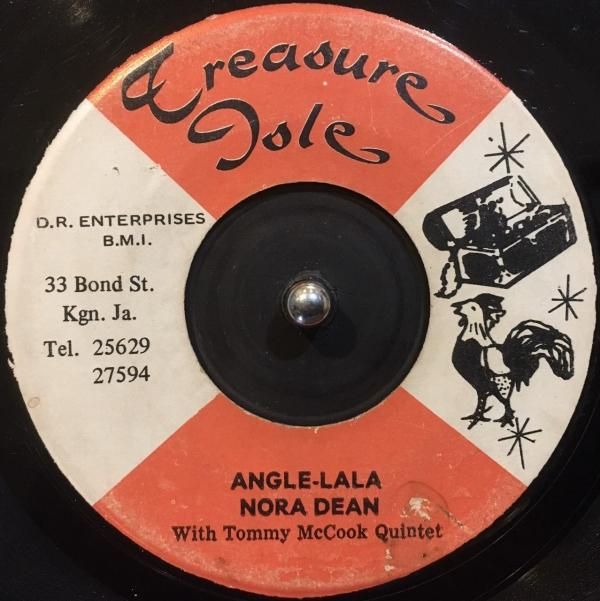 Treasure
Isle
D.R. ENTERPRISES
B.M.I.
33 Bond St.
Kgn. Ja.
Tel. 25629
27594
ANGLE-LALA
NORA DEAN
With Tommy McCook Quintet